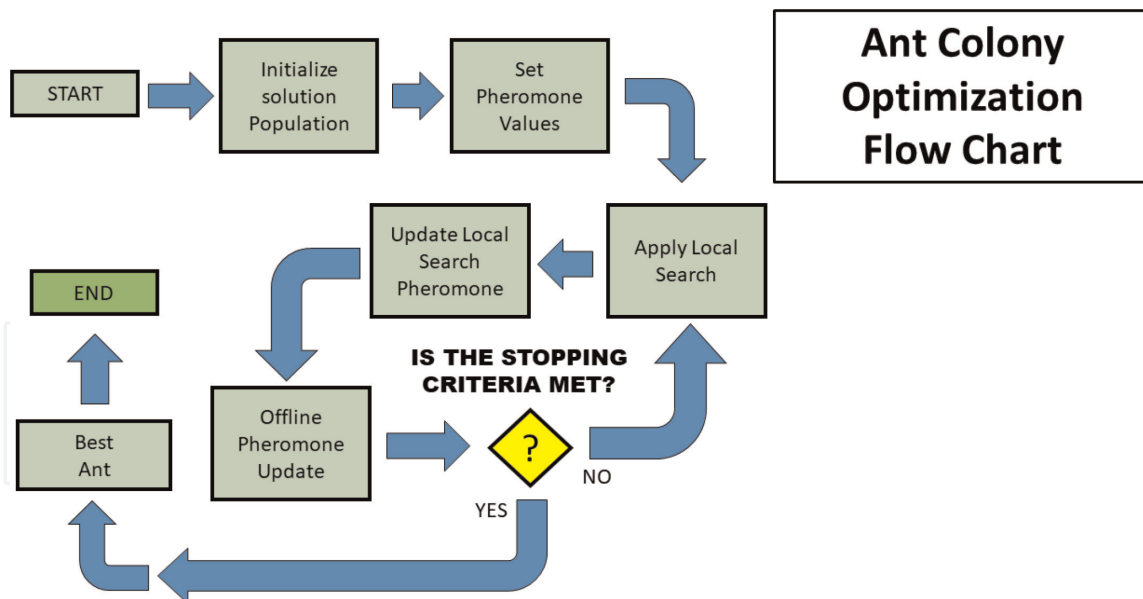 Ant Colony
Optimization
Flow Chart
START
Initialize
solution
Population
Set
Pheromone
Values
Apply Local
Search
Update Local
Search
Pheromone
Offline
Pheromone
Update
IS THE STOPPING
CRITERIA MET?
?
NO
YES
Best
Ant
END